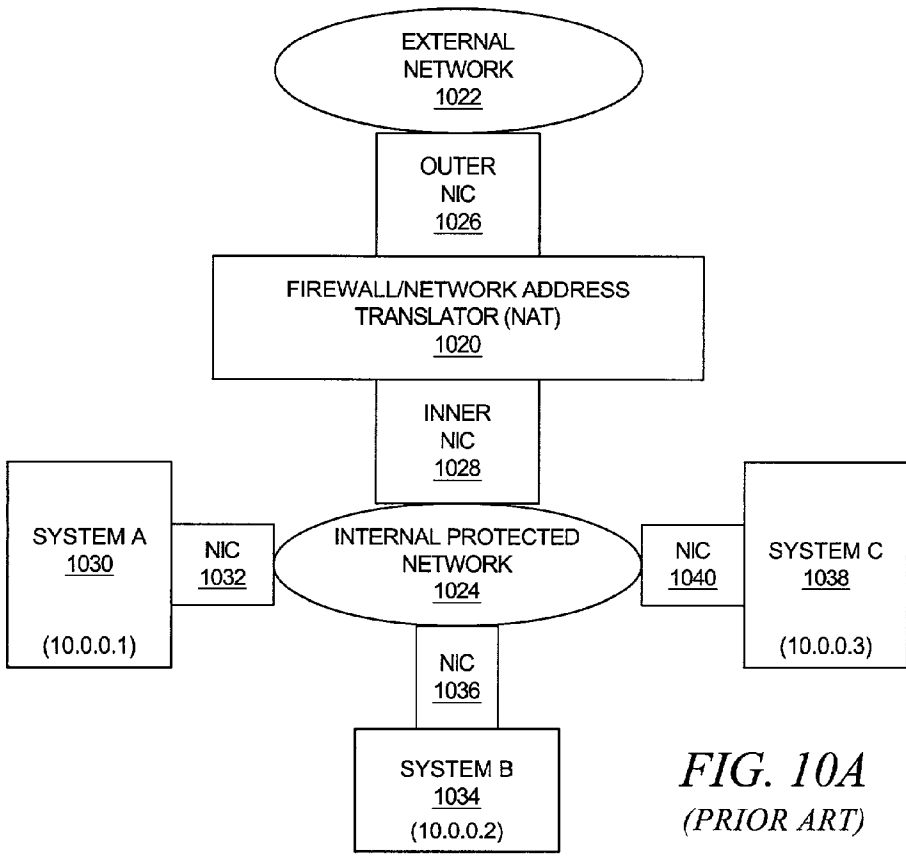 EXTERNAL
NETWORK
1022
OUTER
NIC
1026
FIREWALL/NETWORK ADDRESS
TRANSLATOR (NAT)
1020
INNER
NIC
1028
SYSTEM A
1030
(10.0.0.1)
NIC
1032
INTERNAL PROTECTED
NETWORK
1024
NIC
1040
SYSTEM C
1038
(10.0.0.3)
NIC
1036
SYSTEM B
1034
(10.0.0.2)
FIG. 10A
(PRIOR ART)